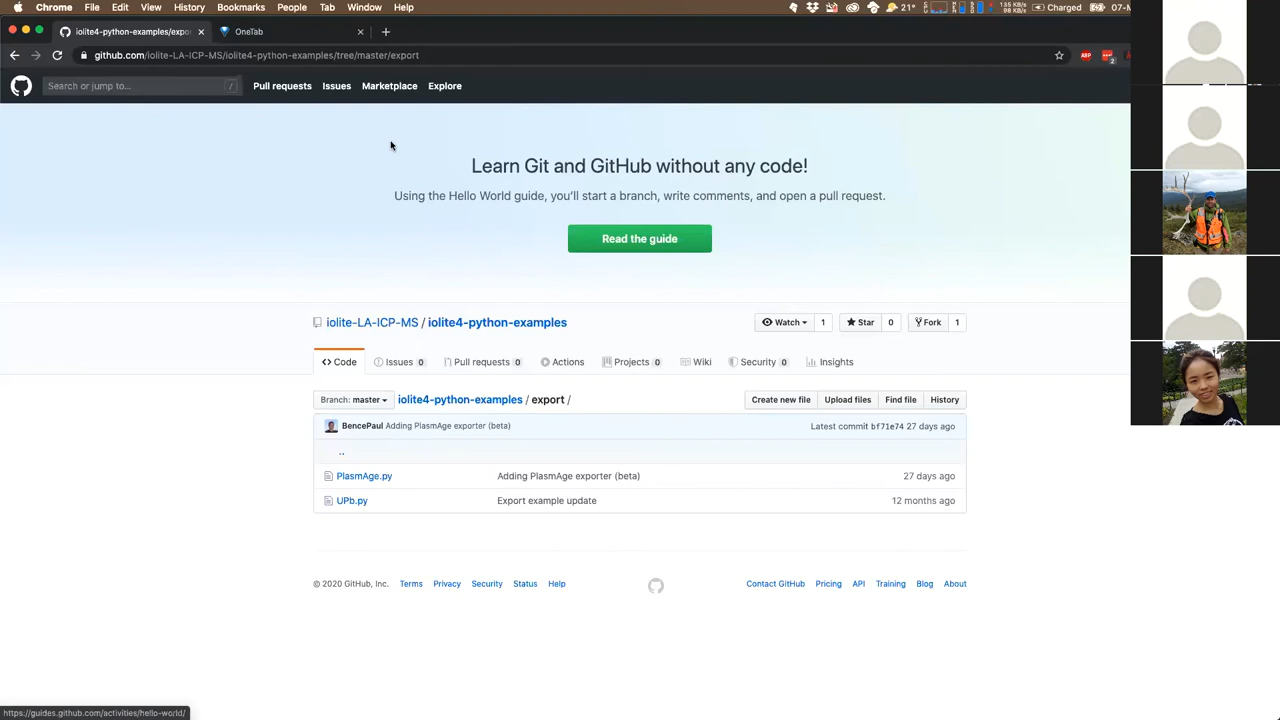 Chrome File Edit View History Bookmarks People Tab Window Help 21° Charged
iolite4-python-examples/expo
OneTab
github.com/iolite-LA-ICP-MS/iolite4-python-examples/tree/master/export
Search or jump to... /
Pull requests Issues Marketplace Explore
Learn Git and GitHub without any code!
Using the Hello World guide, you’ll start a branch, write comments, and open a pull request.
Read the guide
iolite-LA-ICP-MS / iolite4-python-examples
Watch 1 Star 0 Fork 1
Code Issues 0 Pull requests 0 Actions Projects 0 Wiki Security 0 Insights
Branch: master iolite4-python-examples / export /
Create new file Upload files Find file History
BencePaul Adding PlasmAge exporter (beta) Latest commit bf71e74 27 days ago
..
PlasmAge.py Adding PlasmAge exporter (beta) 27 days ago
UPb.py Export example update 12 months ago
© 2020 GitHub, Inc. Terms Privacy Security Status Help Contact GitHub Pricing API Training Blog About
https://guides.github.com/activities/hello-world/